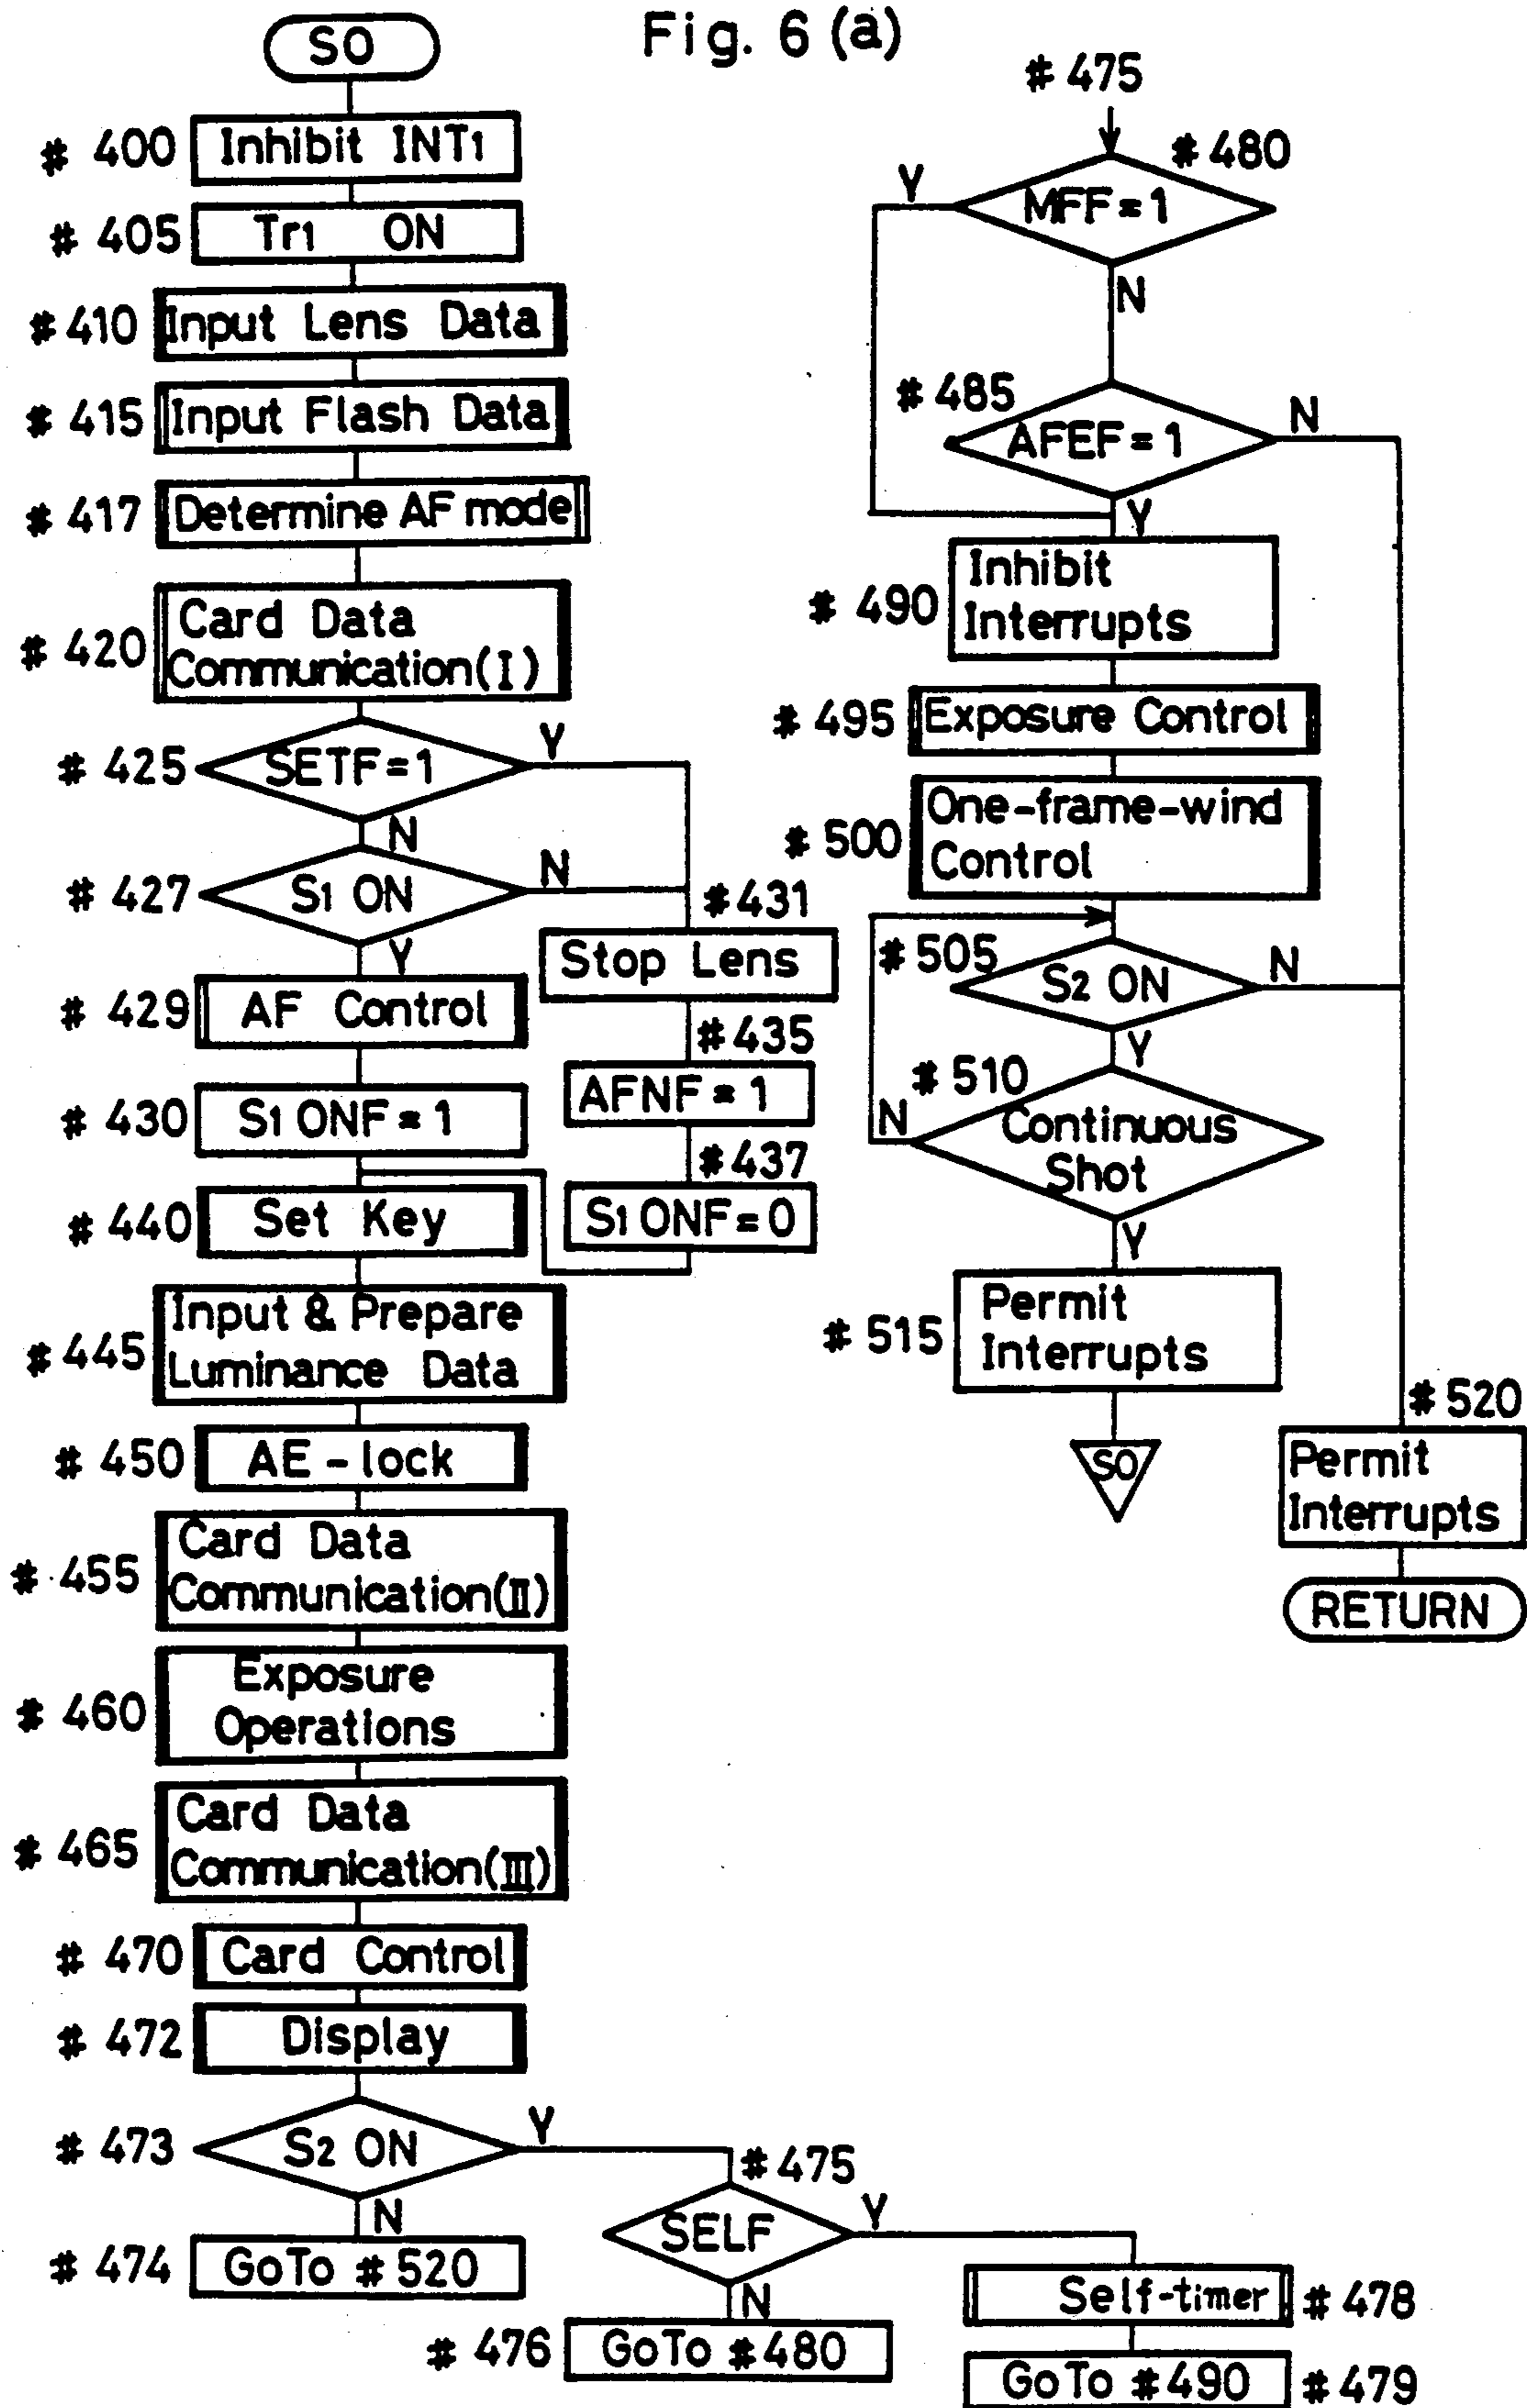 Fig. 6 (a)
S0
# 400 Inhibit INT1
# 405 Tr1 ON
# 410 Input Lens Data
# 415 Input Flash Data
# 417 Determine AF mode
# 420 Card Data
Communication(I)
# 425 SETF=1
Y
N
# 427 S1 ON
N
Y
# 429 AF Control
# 430 S1 ONF = 1
# 431
Stop Lens
# 435
AFNF = 1
# 437
S1 ONF = 0
# 440 Set Key
# 445 Input & Prepare
Luminance Data
# 450 AE - lock
# 455 Card Data
Communication(II)
# 460 Exposure
Operations
# 465 Card Data
Communication(III)
# 470 Card Control
# 472 Display
# 473 S2 ON
Y
N
# 474 GoTo # 520
# 475
SELF
Y
N
# 476 GoTo # 480
Self-timer # 478
GoTo # 490 # 479
# 475
# 480
MFF = 1
Y
N
# 485
AFEF = 1
N
Y
# 490 Inhibit
Interrupts
# 495 Exposure Control
# 500 One-frame-wind
Control
# 505
S2 ON
N
Y
# 510
Continuous
Shot
N
Y
# 515 Permit
Interrupts
S0
# 520
Permit
Interrupts
RETURN